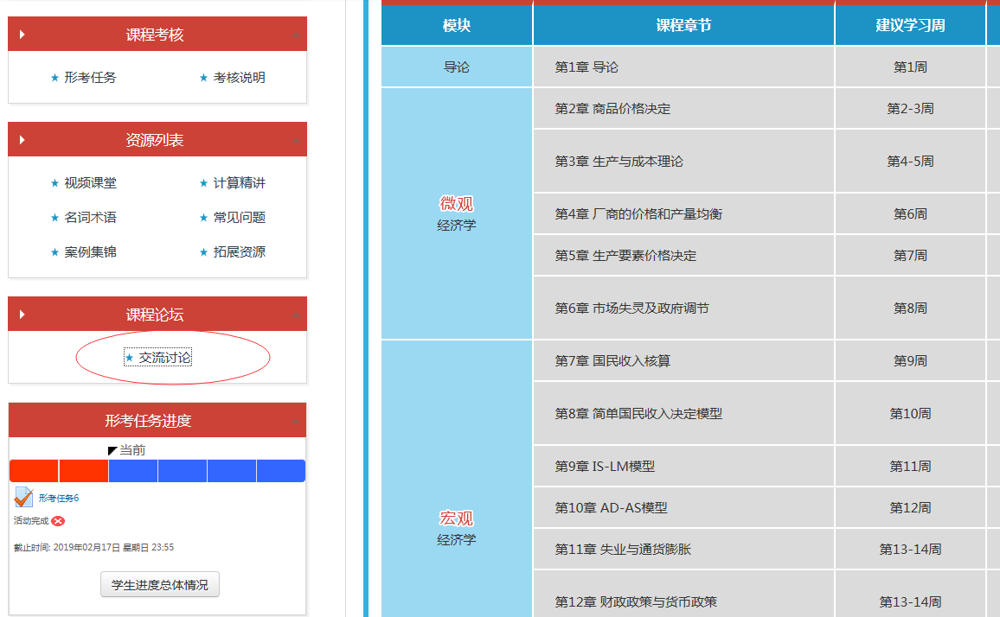 课程考核
形考任务
考核说明
资源列表
视频课堂
计算精讲
名词术语
常见问题
案例集锦
拓展资源
课程论坛
交流讨论
形考任务进度
当前
形考任务6
活动完成
截止时间: 2019年02月17日 星期日 23:55
学生进度总体情况
模块 课程章节 建议学习周
导论 第1章 导论 第1周
微观
经济学
第2章 商品价格决定 第2-3周
第3章 生产与成本理论 第4-5周
第4章 厂商的价格和产量均衡 第6周
第5章 生产要素价格决定 第7周
第6章 市场失灵及政府调节 第8周
宏观
经济学
第7章 国民收入核算 第9周
第8章 简单国民收入决定模型 第10周
第9章 IS-LM模型 第11周
第10章 AD-AS模型 第12周
第11章 失业与通货膨胀 第13-14周
第12章 财政政策与货币政策 第13-14周